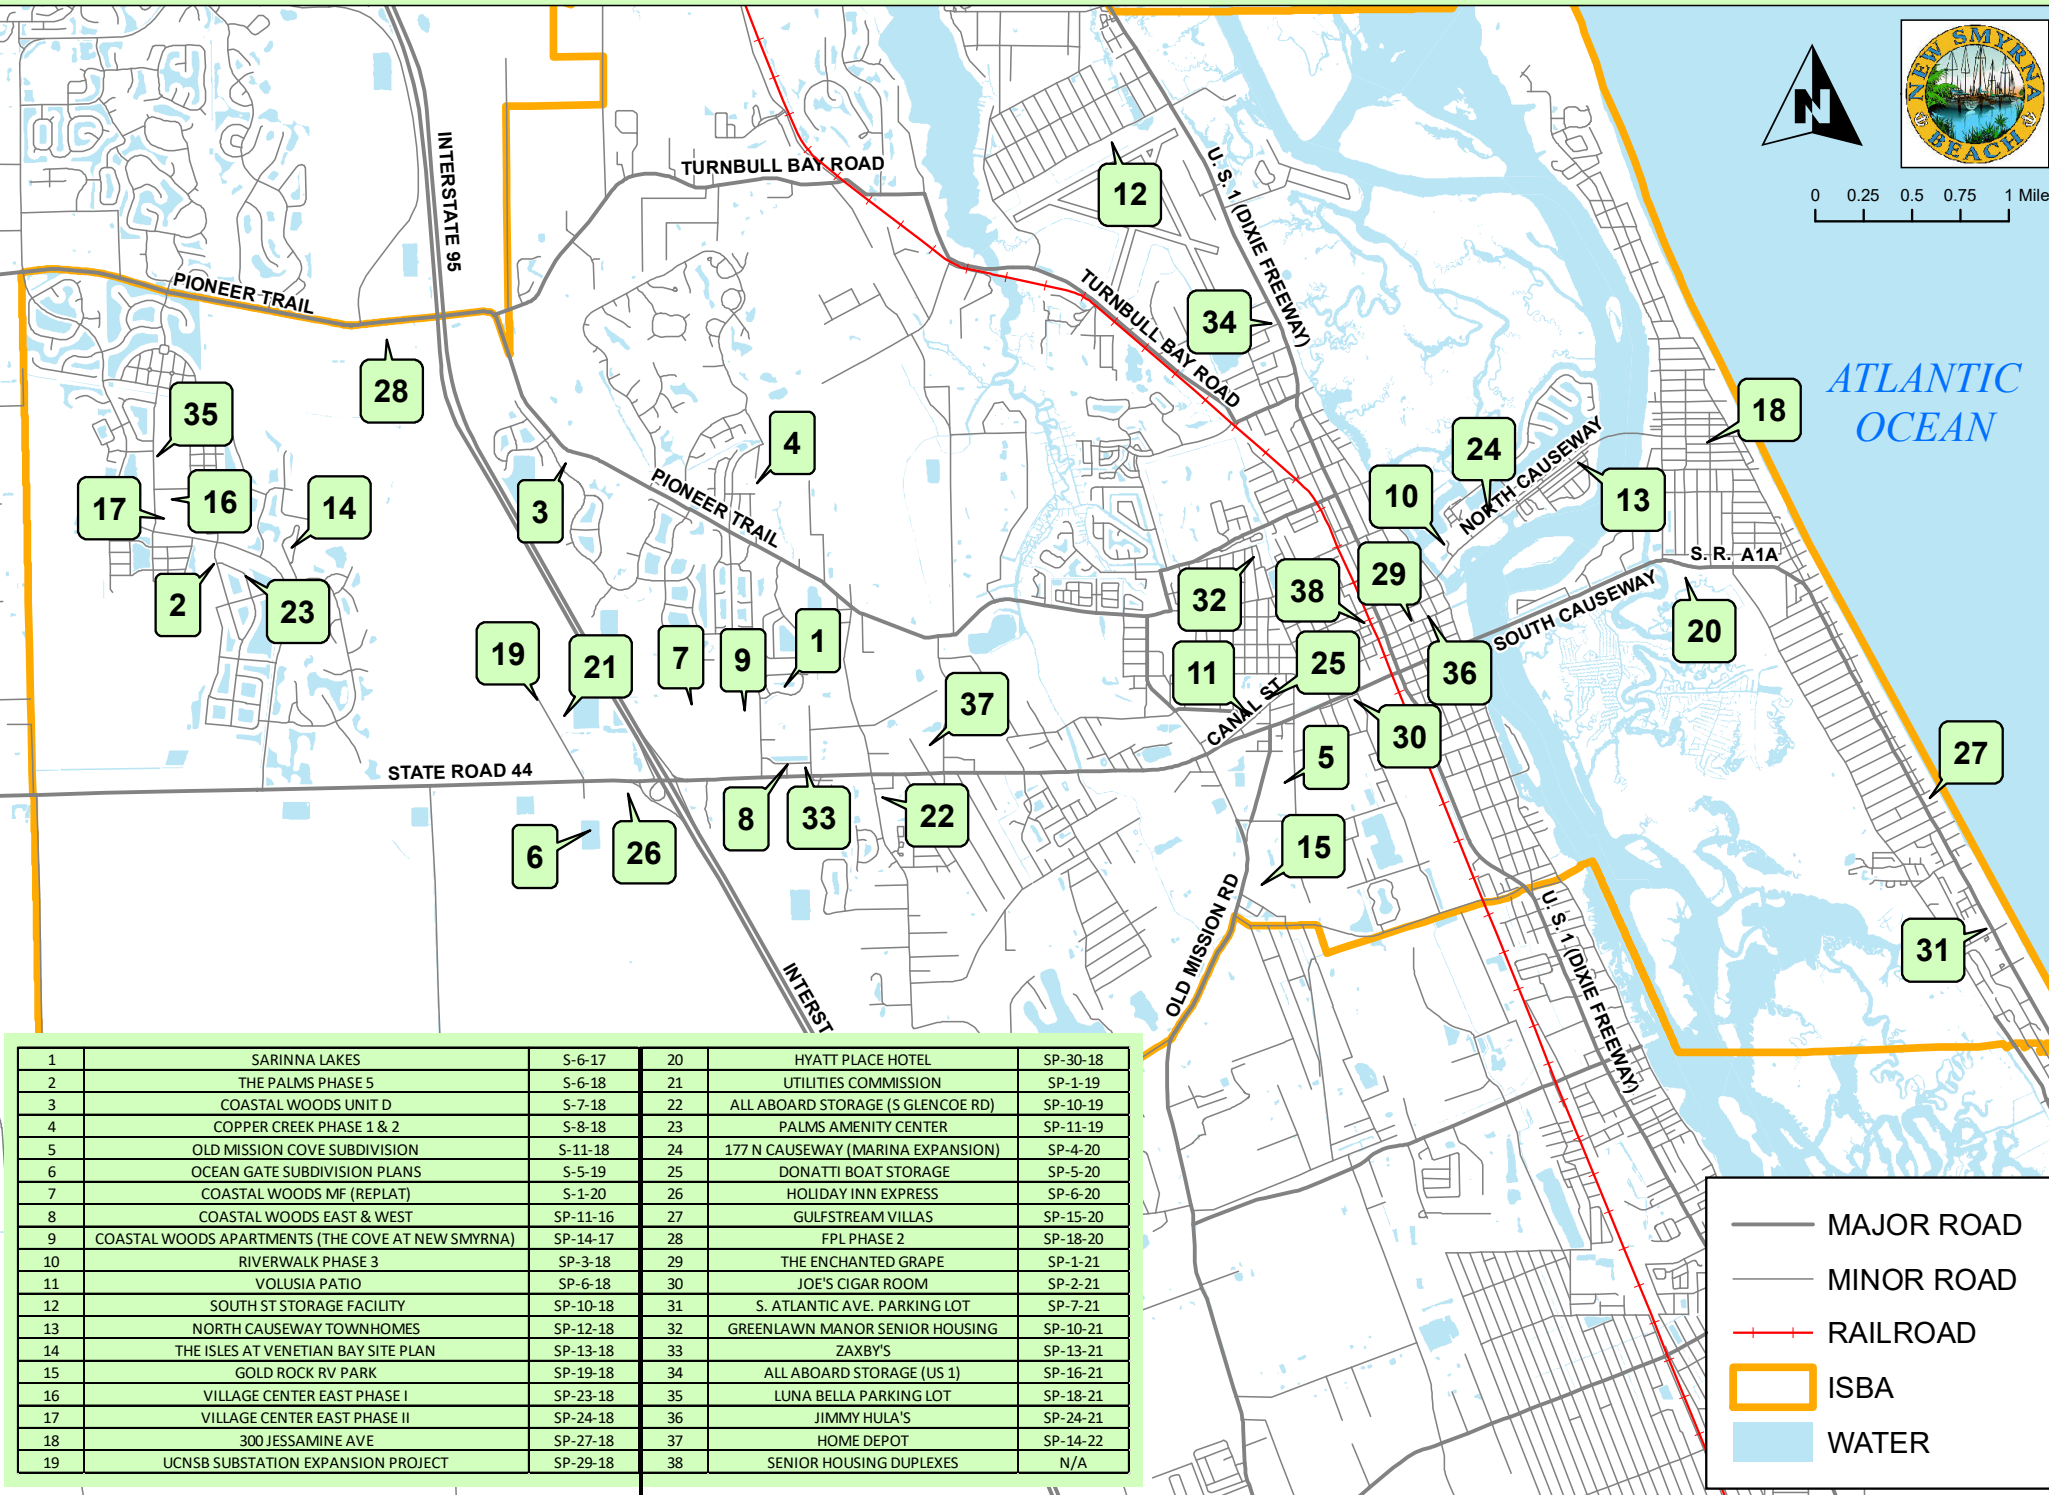 NEW SMYRNA
BEACH
N
0 0.25 0.5 0.75 1 Mile
INTERSTATE 95
TURNBULL BAY ROAD
U. S. 1 (DIXIE FREEWAY)
12
PIONEER TRAIL
TURNBULL BAY ROAD
34
ATLANTIC
OCEAN
28
35
4
18
24
NORTH CAUSEWAY
10
13
17
16
14
3
PIONEER TRAIL
S. R. A1A
2
23
32
38
29
SOUTH CAUSEWAY
20
19
21
7
9
1
11
25
36
37
CANAL ST
30
5
27
STATE ROAD 44
8
33
22
6
26
15
OLD MISSION RD
U. S. 1 (DIXIE FREEWAY)
31
INTERST
1 SARINNA LAKES S-6-17 20 HYATT PLACE HOTEL SP-30-18
2 THE PALMS PHASE 5 S-6-18 21 UTILITIES COMMISSION SP-1-19
3 COASTAL WOODS UNIT D S-7-18 22 ALL ABOARD STORAGE (S GLENCOE RD) SP-10-19
4 COPPER CREEK PHASE 1 & 2 S-8-18 23 PALMS AMENITY CENTER SP-11-19
5 OLD MISSION COVE SUBDIVISION S-11-18 24 177 N CAUSEWAY (MARINA EXPANSION) SP-4-20
6 OCEAN GATE SUBDIVISION PLANS S-5-19 25 DONATTI BOAT STORAGE SP-5-20
7 COASTAL WOODS MF (REPLAT) S-1-20 26 HOLIDAY INN EXPRESS SP-6-20
8 COASTAL WOODS EAST & WEST SP-11-16 27 GULFSTREAM VILLAS SP-15-20
9 COASTAL WOODS APARTMENTS (THE COVE AT NEW SMYRNA) SP-14-17 28 FPL PHASE 2 SP-18-20
10 RIVERWALK PHASE 3 SP-3-18 29 THE ENCHANTED GRAPE SP-1-21
11 VOLUSIA PATIO SP-6-18 30 JOE'S CIGAR ROOM SP-2-21
12 SOUTH ST STORAGE FACILITY SP-10-18 31 S. ATLANTIC AVE. PARKING LOT SP-7-21
13 NORTH CAUSEWAY TOWNHOMES SP-12-18 32 GREENLAWN MANOR SENIOR HOUSING SP-10-21
14 THE ISLES AT VENETIAN BAY SITE PLAN SP-13-18 33 ZAXBY'S SP-13-21
15 GOLD ROCK RV PARK SP-19-18 34 ALL ABOARD STORAGE (US 1) SP-16-21
16 VILLAGE CENTER EAST PHASE I SP-23-18 35 LUNA BELLA PARKING LOT SP-18-21
17 VILLAGE CENTER EAST PHASE II SP-24-18 36 JIMMY HULA'S SP-24-21
18 300 JESSAMINE AVE SP-27-18 37 HOME DEPOT SP-14-22
19 UCNSB SUBSTATION EXPANSION PROJECT SP-29-18 38 SENIOR HOUSING DUPLEXES N/A
MAJOR ROAD
MINOR ROAD
RAILROAD
ISBA
WATER